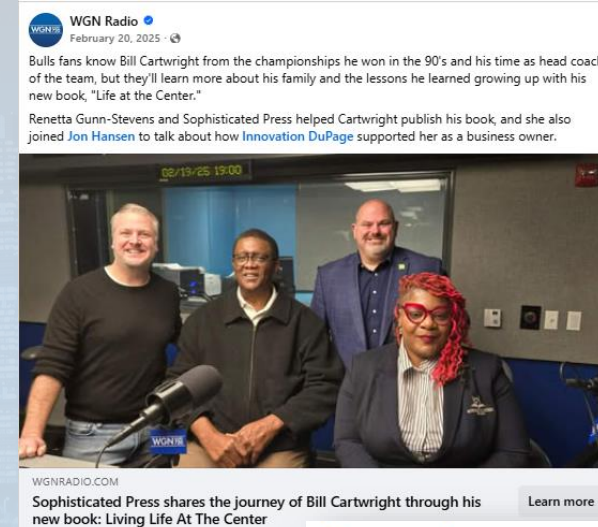 WGN Radio
February 20, 2025 ·
Bulls fans know Bill Cartwright from the championships he won in the 90's and his time as head coach
of the team, but they'll learn more about his family and the lessons he learned growing up with his
new book, "Life at the Center."
Renetta Gunn-Stevens and Sophisticated Press helped Cartwright publish his book, and she also
joined Jon Hansen to talk about how Innovation DuPage supported her as a business owner.
02/19/25 19:00
WGN
WGNRADIO.COM
Sophisticated Press shares the journey of Bill Cartwright through his
new book: Living Life At The Center
Learn more